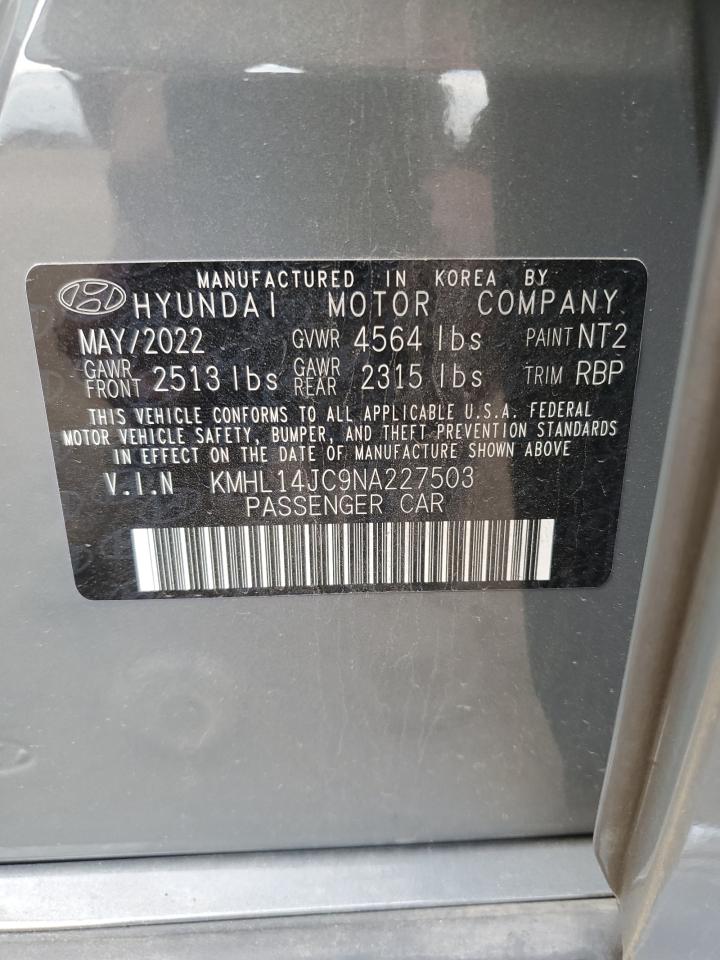 MANUFACTURED IN KOREA BY
HYUNDAI MOTOR COMPANY
MAY/2022 GVWR 4564 lbs PAINT NT2
GAWR FRONT 2513 lbs GAWR REAR 2315 lbs TRIM RBP
THIS VEHICLE CONFORMS TO ALL APPLICABLE U.S.A. FEDERAL
MOTOR VEHICLE SAFETY, BUMPER, AND THEFT PREVENTION STANDARDS
IN EFFECT ON THE DATE OF MANUFACTURE SHOWN ABOVE
V.I.N KMHL14JC9NA227503
PASSENGER CAR